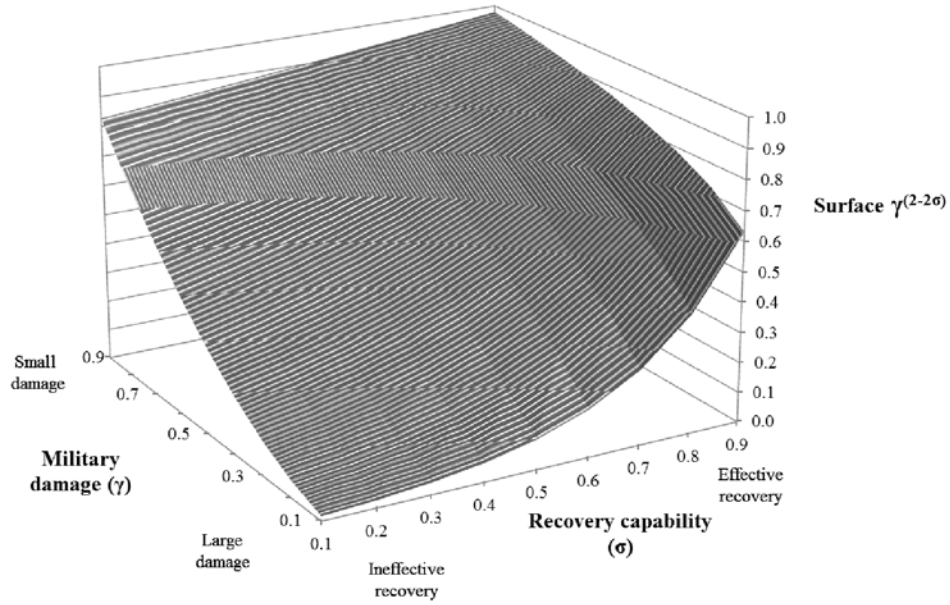 1.0
0.9
0.8
0.7
0.6
0.5
0.4
0.3
0.2
0.1
0.0
Surface γ(2-2σ)
Small
damage
0.9
0.7
0.5
0.3
0.1
Military
damage (γ)
Large
damage
0.1
0.2
0.3
0.4
0.5
0.6
0.7
0.8
0.9
Ineffective
recovery
Recovery capability
(σ)
Effective
recovery